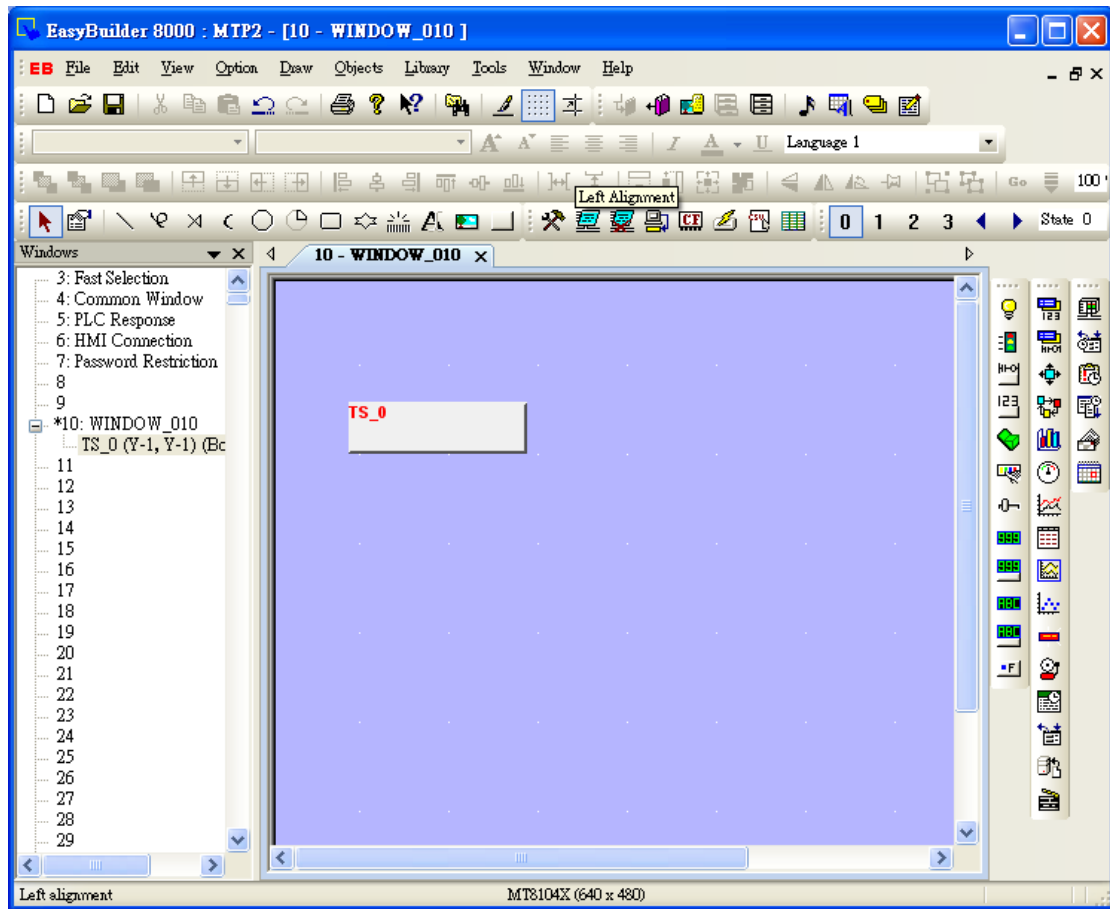 EasyBuilder 8000 : MTP2 - [10 - WINDOW_010 ]
EB File Edit View Option Draw Objects Library Tools Window Help
Language 1
Go 100
Left Alignment
CF 0 1 2 3 State 0
Windows
10 - WINDOW_010
3: Fast Selection
4: Common Window
5: PLC Response
6: HMI Connection
7: Password Restriction
8
9
*10: WINDOW_010
TS_0 (Y-1, Y-1) (Bc
11
12
13
14
15
16
17
18
19
20
21
22
23
24
25
26
27
28
29
TS_0
Left alignment
MT8104X (640 x 480)